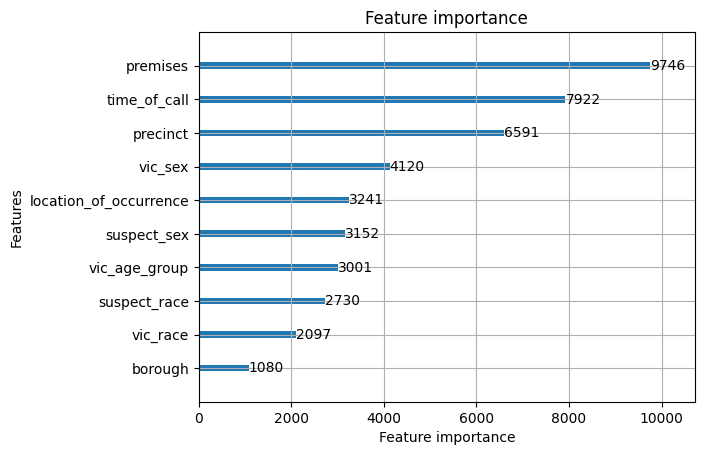 Feature importance
premises 9746
time_of_call 7922
precinct 6591
vic_sex 4120
location_of_occurrence 3241
suspect_sex 3152
vic_age_group 3001
suspect_race 2730
vic_race 2097
borough 1080
Features
0 2000 4000 6000 8000 10000
Feature importance